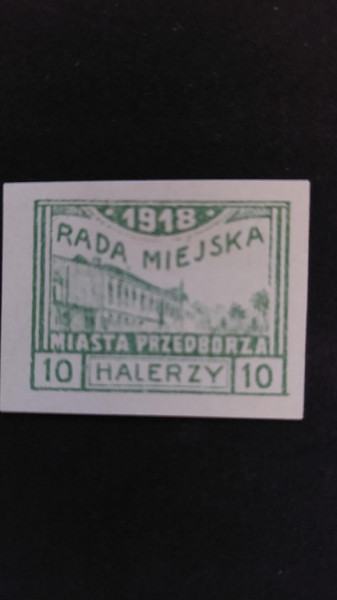 1918
RADA MIEJSKA
MIASTA PRZEDBORZA
10 HALERZY 10